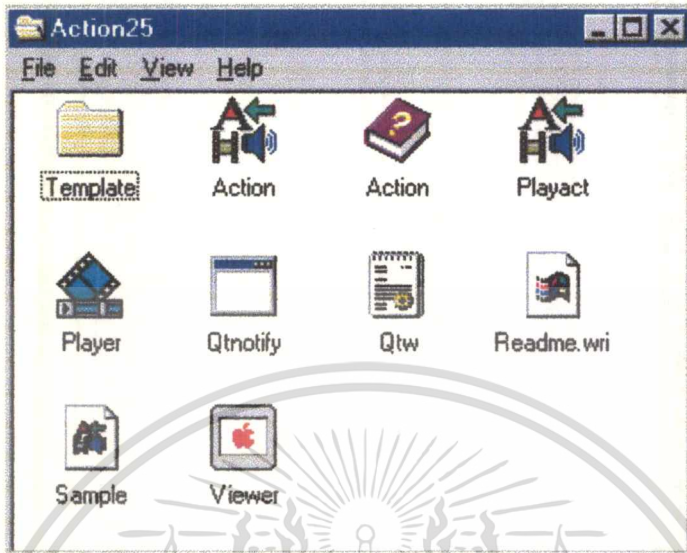 Action25
File Edit View Help
Template Action Action Playact
Player Qtnotify Qtw Readme.wri
Sample Viewer